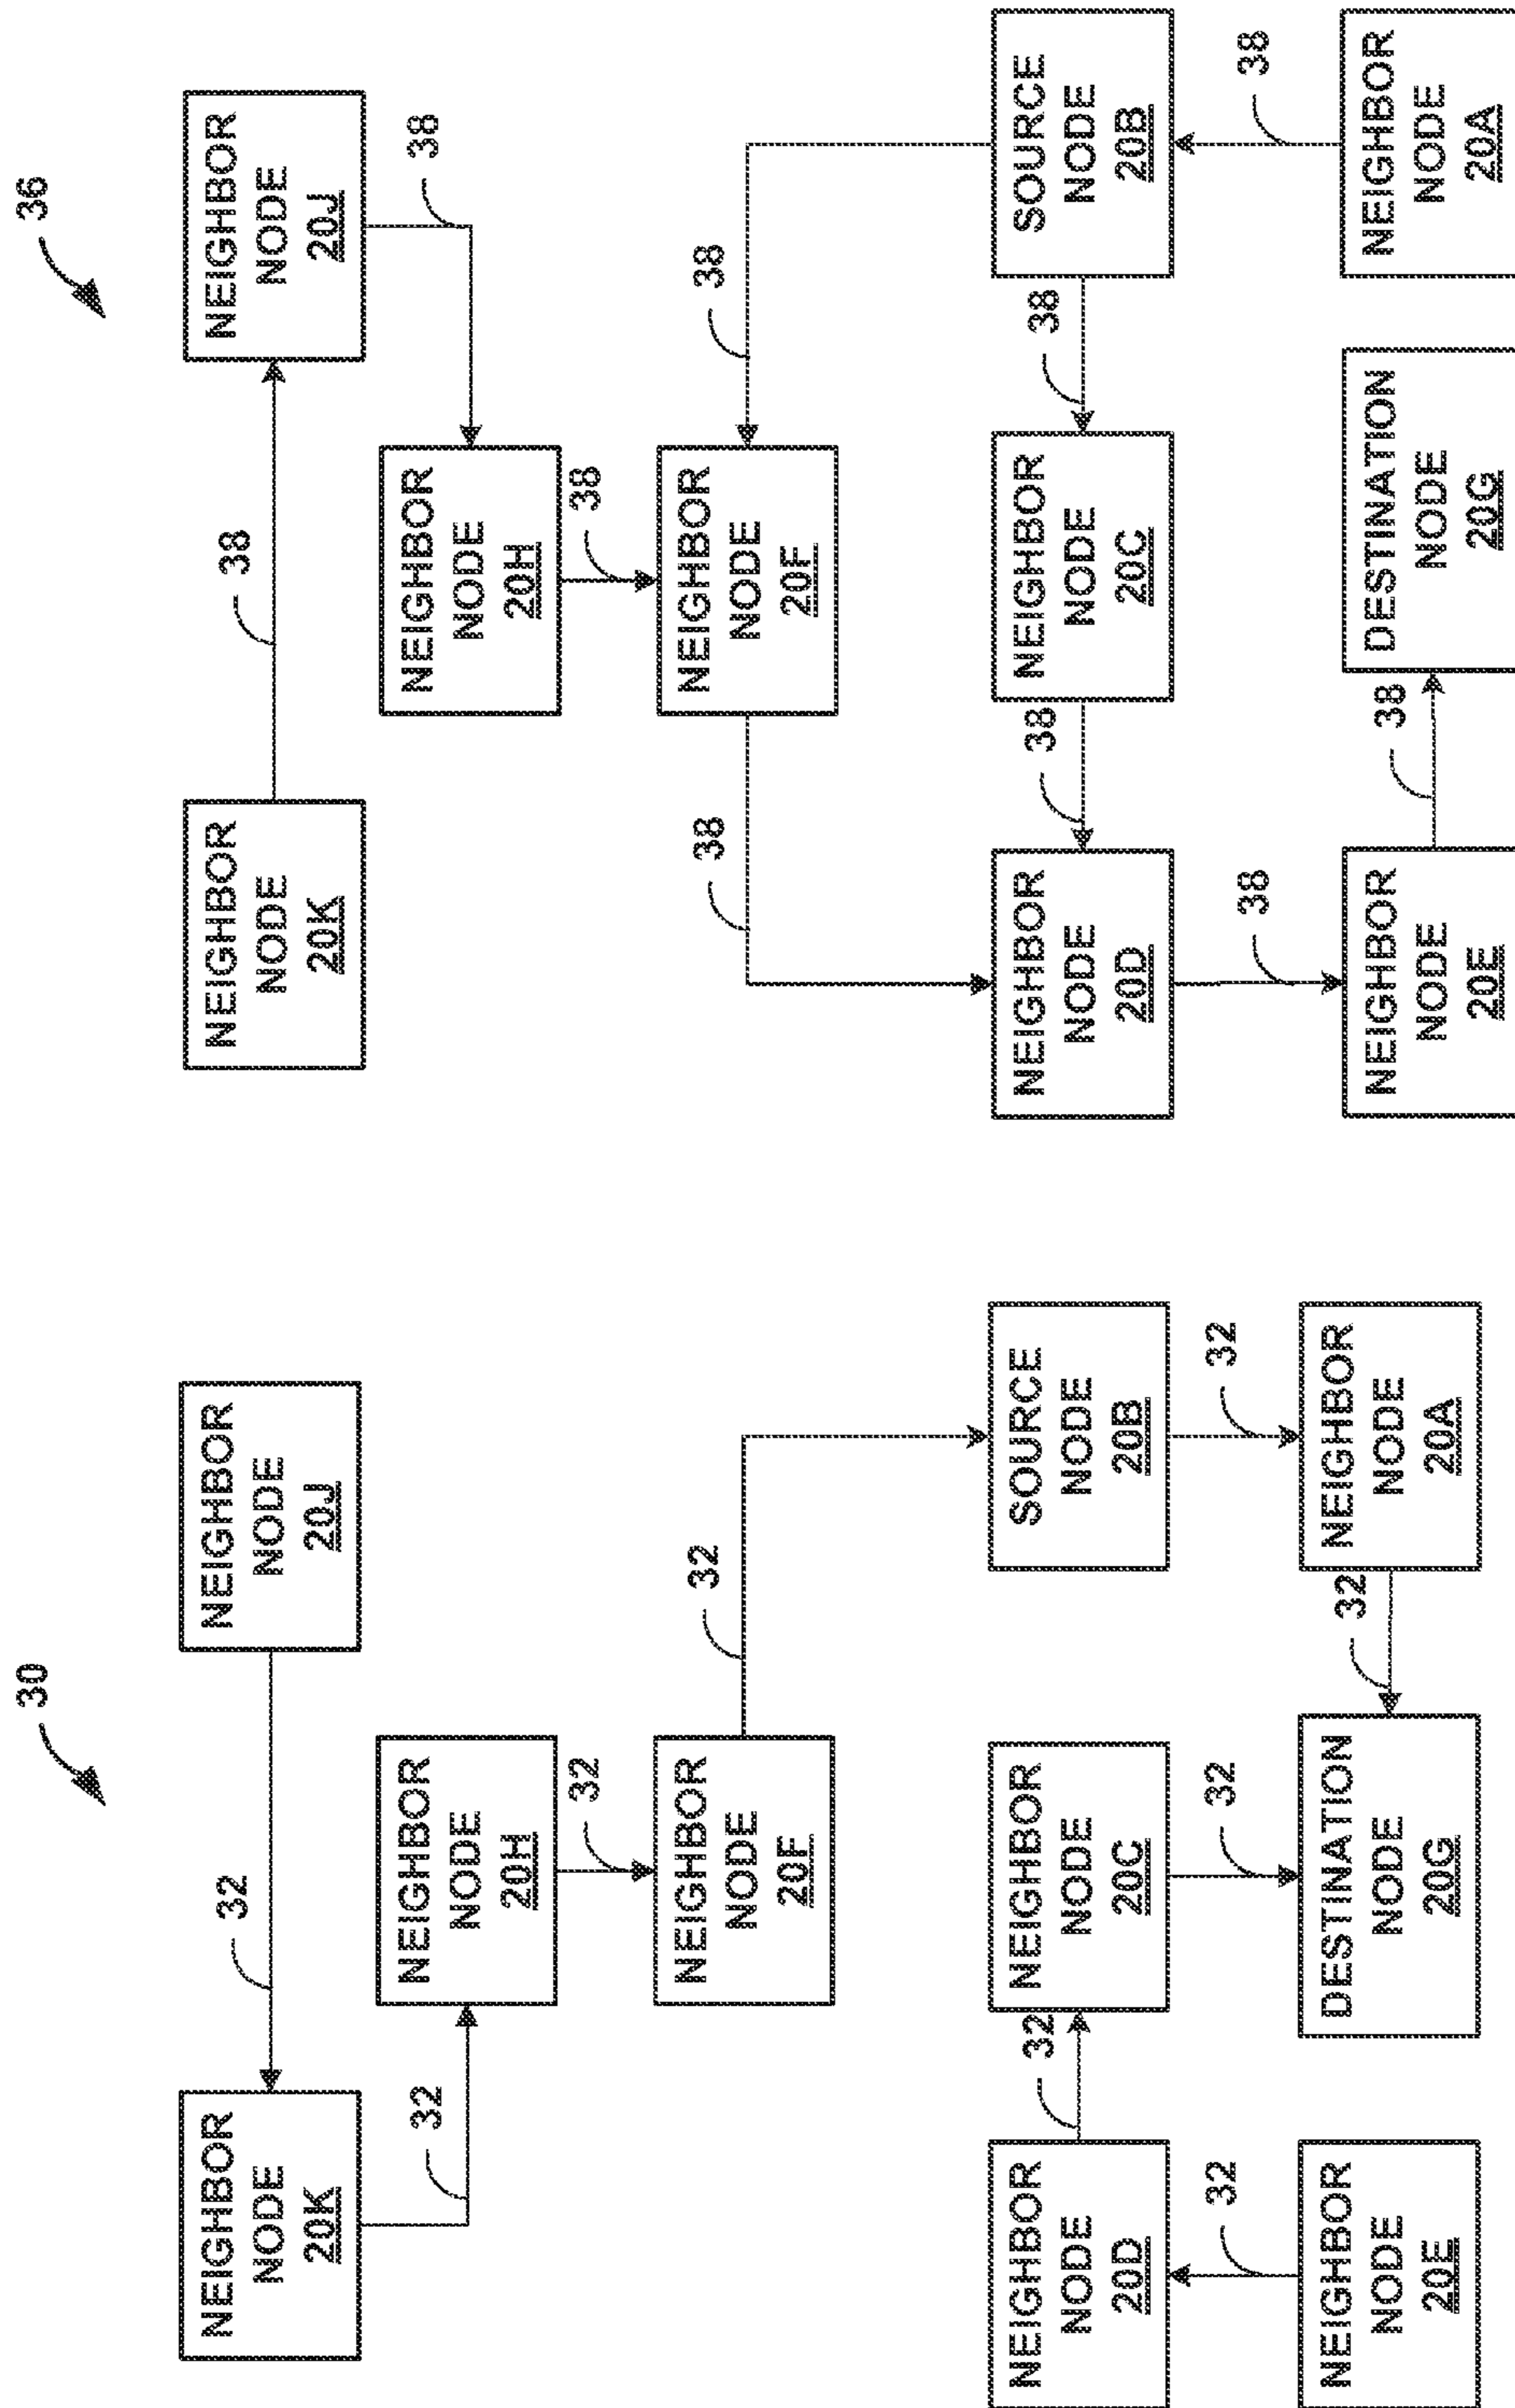 30
32
NEIGHBOR
NODE
20K
NEIGHBOR
NODE
20J
32
NEIGHBOR
NODE
20H
32
NEIGHBOR
NODE
20F
32
NEIGHBOR
NODE
20D
32
NEIGHBOR
NODE
20C
SOURCE
NODE
20B
32
32
32
NEIGHBOR
NODE
20E
DESTINATION
NODE
20G
32
NEIGHBOR
NODE
20A
36
38
NEIGHBOR
NODE
20K
NEIGHBOR
NODE
20J
38
NEIGHBOR
NODE
20H
38
NEIGHBOR
NODE
20F
38
38
NEIGHBOR
NODE
20D
38
NEIGHBOR
NODE
20C
38
SOURCE
NODE
20B
38
38
NEIGHBOR
NODE
20E
38
DESTINATION
NODE
20G
NEIGHBOR
NODE
20A